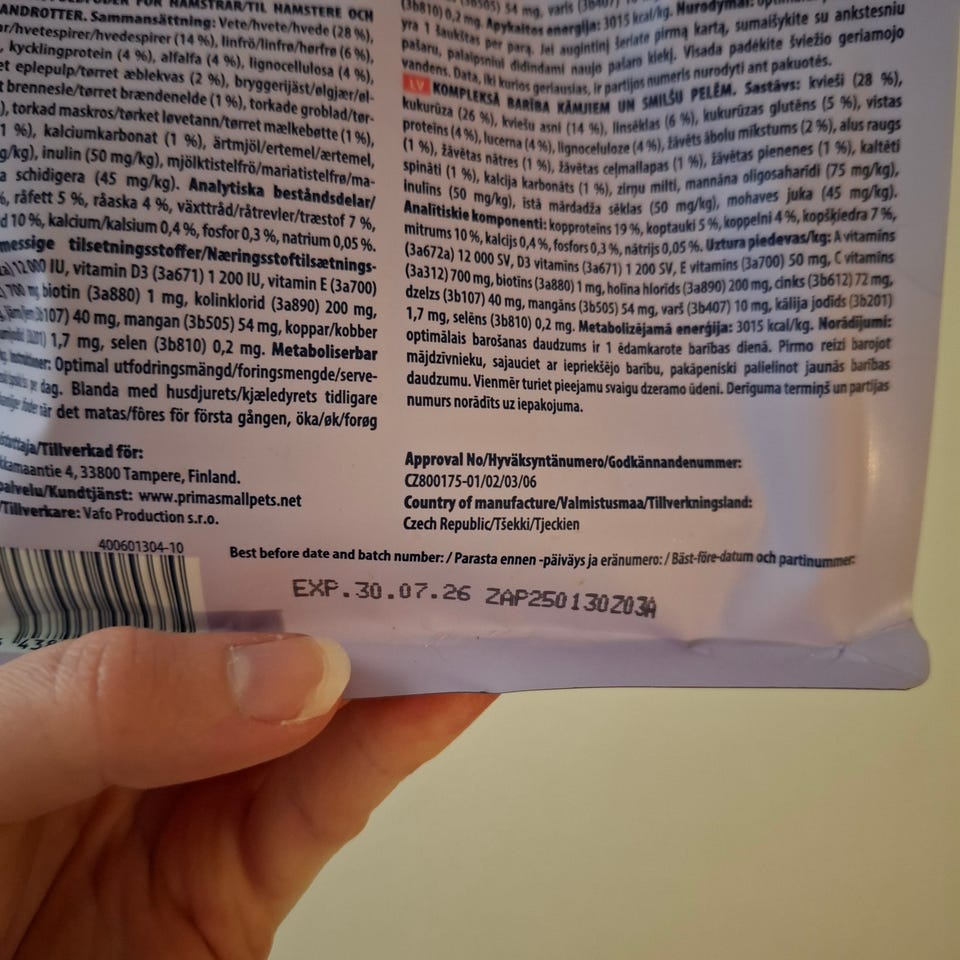 FÖR HAMSTRAR/TIL HAMSTERE OCH
ANDROTTER. Sammansättning: Vete/hvete/hvede (28 %),
ar/hvetespirer/hvedespirer (14 %), linfrö/linfrø/hørfrø (6 %),
, kycklingprotein (4 %), alfalfa (4 %), lignocellulosa (4 %),
et eplepulp/tørret æblekvas (2 %), bryggerijäst/ølgjær/øl-
t brennesle/tørret brændenelde (1 %), torkade groblad/tør-
), torkad maskros/tørket løvetann/tørret mælkebøtte (1 %),
1 %), kalciumkarbonat (1 %), ärtmjöl/ertemel/ærtemel,
g/kg), inulin (50 mg/kg), mjölktistelfrö/mariatistelfrø/ma-
a schidigera (45 mg/kg). Analytiska beståndsdelar/
%, råfett 5 %, råaska 4 %, växttråd/råtrevler/træstof 7 %,
d 10 %, kalcium/kalsium 0,4 %, fosfor 0,3 %, natrium 0,05 %.
messige tilsetningsstoffer/Næringsstoftilsætnings-
12 000 IU, vitamin D3 (3a671) 1 200 IU, vitamin E (3a700)
700 mg biotin (3a880) 1 mg, kolinklorid (3a890) 200 mg,
3b107) 40 mg, mangan (3b505) 54 mg, koppar/kobber
1,7 mg, selen (3b810) 0,2 mg. Metaboliserbar
Optimal utfodringsmängd/foringsmengde/serve-
dag. Blanda med husdjurets/kjæledyrets tidligare
när det matas/fôres för första gången, öka/øk/forøg
/Tillverkad för:
kamaantie 4, 33800 Tampere, Finland.
palvelu/Kundtjänst: www.primasmallpets.net
/Tillverkare: Vafo Production s.r.o.
400601304-10
(3b810) 0,2 mg. Apykaitos energija: 3015 kcal/kg. Nurodymai:
yra 1 šaukštas per parą. Jei augintinį šeriate pirmą kartą, sumaišykite su ankstesniu
pašaru, palaipsniui didindami naujo pašaro kiekį. Visada padėkite šviežio geriamojo
vandens. Data, iki kurios geriausias, ir partijos numeris nurodyti ant pakuotės.
LV KOMPLEKSĀ BARĪBA KĀMJIEM UN SMILŠU PELĒM. Sastāvs: kvieši (28 %),
kukurūza (26 %), kviešu asni (14 %), linsēklas (6 %), kukurūzas glutēns (5 %), vistas
proteīns (4 %), lucerna (4 %), lignoceluloze (4 %), žāvēts ābolu mīkstums (2 %), alus raugs
(1 %), žāvētas nātres (1 %), žāvētas ceļmallapas (1 %), žāvētas pienenes (1 %), kaltēti
spināti (1 %), kalcija karbonāts (1 %), zirņu milti, mannāna oligosaharīdi (75 mg/kg),
inulīns (50 mg/kg), īstā mārdadža sēklas (50 mg/kg), mohaves juka (45 mg/kg).
Analītiskie komponenti: kopproteīns 19 %, koptauki 5 %, koppelni 4 %, kopšķiedra 7 %,
mitrums 10 %, kalcijs 0,4 %, fosfors 0,3 %, nātrijs 0,05 %. Uztura piedevas/kg: A vitamīns
(3a672a) 12 000 SV, D3 vitamīns (3a671) 1 200 SV, E vitamīns (3a700) 50 mg, C vitamīns
(3a312) 700 mg, biotīns (3a880) 1 mg, holīna hlorīds (3a890) 200 mg, cinks (3b612) 72 mg,
dzelzs (3b107) 40 mg, mangāns (3b505) 54 mg, varš (3b407) 10 mg, kālija jodīds (3b201)
1,7 mg, selēns (3b810) 0,2 mg. Metabolizējamā enerģija: 3015 kcal/kg. Norādījumi:
optimālais barošanas daudzums ir 1 ēdamkarote barības dienā. Pirmo reizi barojot
mājdzīvnieku, sajauciet ar iepriekšējo barību, pakāpeniski palielinot jaunās barības
daudzumu. Vienmēr turiet pieejamu svaigu dzeramo ūdeni. Derīguma termiņš un partijas
numurs norādīts uz iepakojuma.
Approval No/Hyväksyntänumero/Godkännandenummer:
CZ800175-01/02/03/06
Country of manufacture/Valmistusmaa/Tillverkningsland:
Czech Republic/Tšekki/Tjeckien
Best before date and batch number: / Parasta ennen -päiväys ja eränumero: / Bäst-före-datum och partinummer:
EXP.30.07.26 ZAP250130Z03A